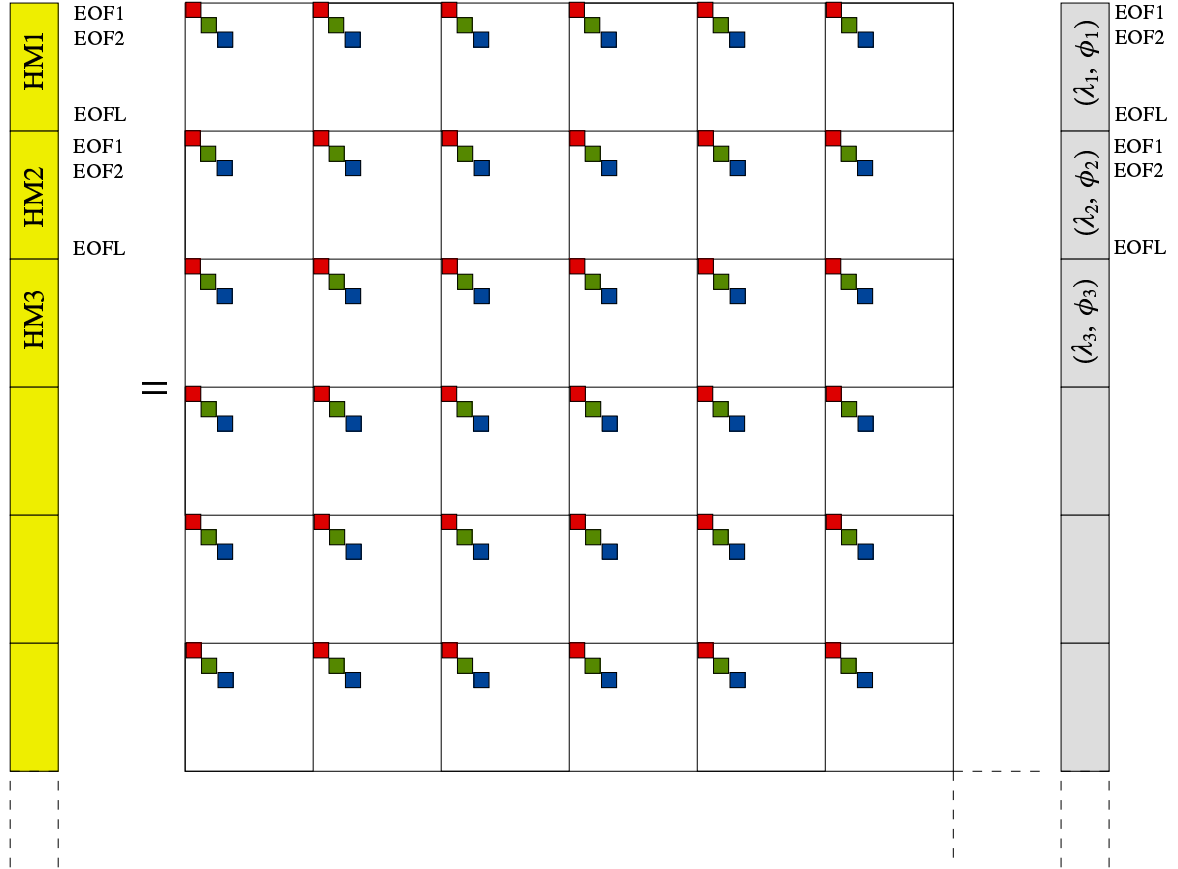 HM1
EOF1
EOF2
EOFL
HM2
EOF1
EOF2
EOFL
HM3
=
(λ₁, ϕ₁)
EOF1
EOF2
EOFL
(λ₂, ϕ₂)
EOF1
EOF2
EOFL
(λ₃, ϕ₃)